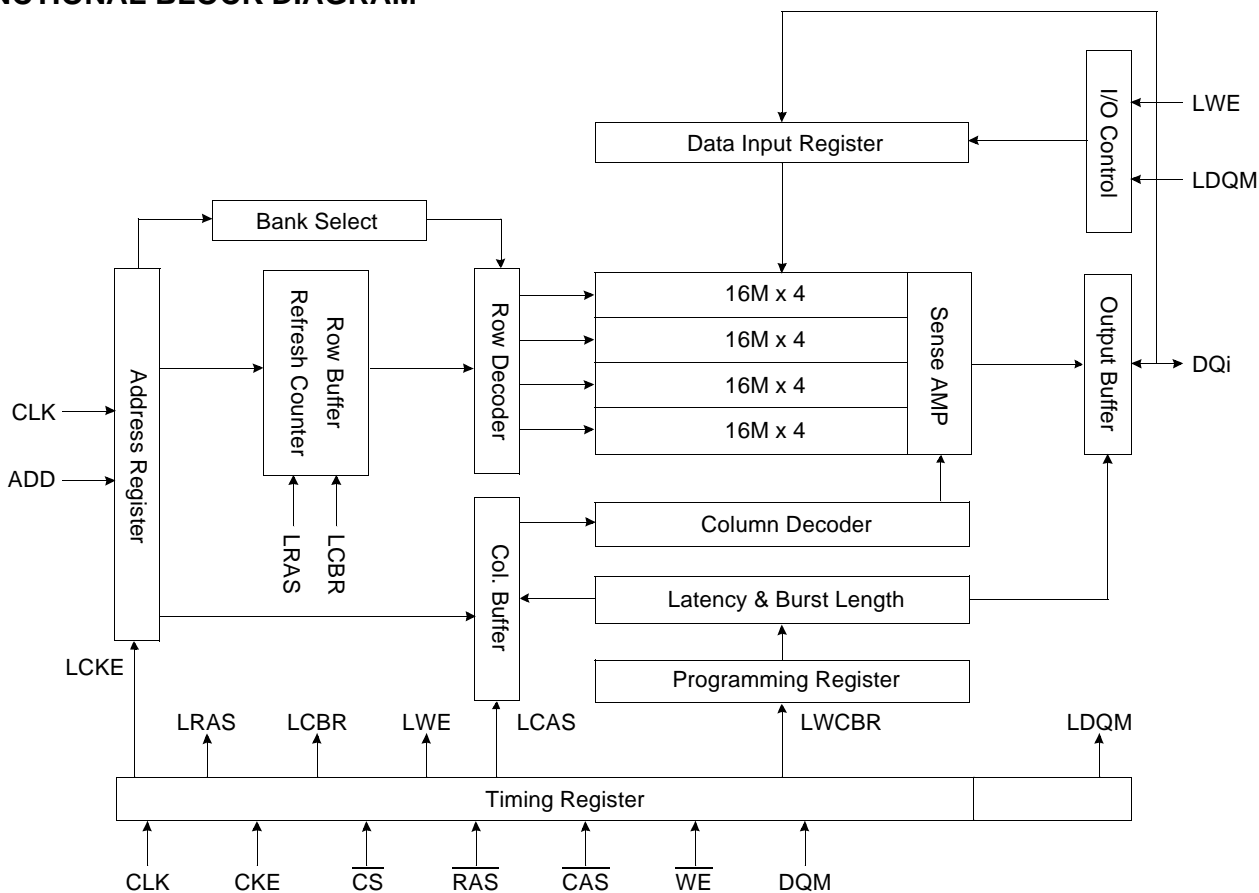 I/O Control
LWE
LDQM
Data Input Register
Bank Select
Address Register
CLK
ADD
Row Buffer
Refresh Counter
LRAS
LCBR
Row Decoder
16M x 4
16M x 4
16M x 4
16M x 4
Sense AMP
Output Buffer
DQi
Col. Buffer
Column Decoder
Latency & Burst Length
Programming Register
LCKE
LRAS
LCBR
LWE
LCAS
LWCBR
LDQM
Timing Register
CLK
CKE
CS
RAS
CAS
WE
DQM